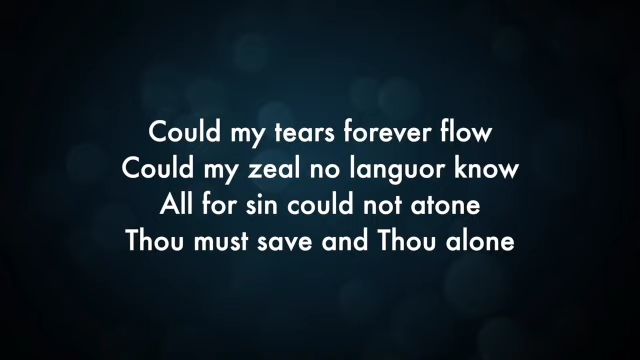 Could my tears forever flow
Could my zeal no languor know
All for sin could not atone
Thou must save and Thou alone